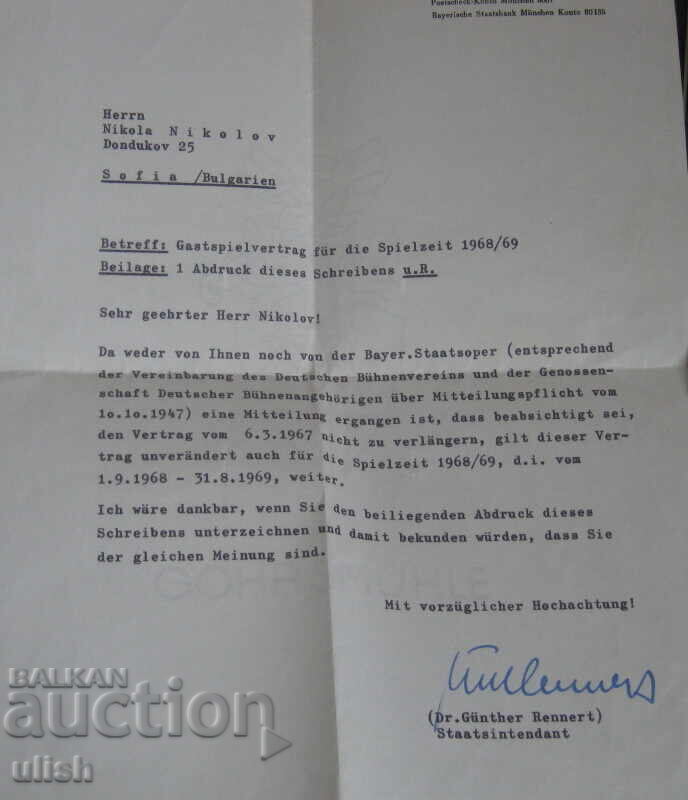 Postscheck-Konto München
Bayerische Staatsbank München Konto 80185
Herrn
Nikola N i k o l o v
Dondukov 25
S o f i a /Bulgarien
Betreff: Gastspielvertrag für die Spielzeit 1968/69
Beilage: 1 Abdruck dieses Schreibens u.R.
Sehr geehrter Herr Nikolov!
Da weder von Ihnen noch von der Bayer.Staatsoper (entsprechend
der Vereinbarung des Deutschen Bühnenvereins und der Genossen-
schaft Deutscher Bühnenangehörigen über Mitteilungspflicht vom
1o.1o.1947) eine Mitteilung ergangen ist, dass beabsichtigt sei,
den Vertrag vom 6.3.1967 nicht zu verlängern, gilt dieser Ver-
trag unverändert auch für die Spielzeit 1968/69, d.i. vom
1.9.1968 - 31.8.1969, weiter.
Ich wäre dankbar, wenn Sie den beiliegenden Abdruck dieses
Schreibens unterzeichnen und damit bekunden würden, dass Sie
der gleichen Meinung sind.
GOHRSMÜHLE
Mit vorzüglicher Hochachtung!
(Dr.Günther Rennert)
Staatsintendant
BALKAN
auction
ulish